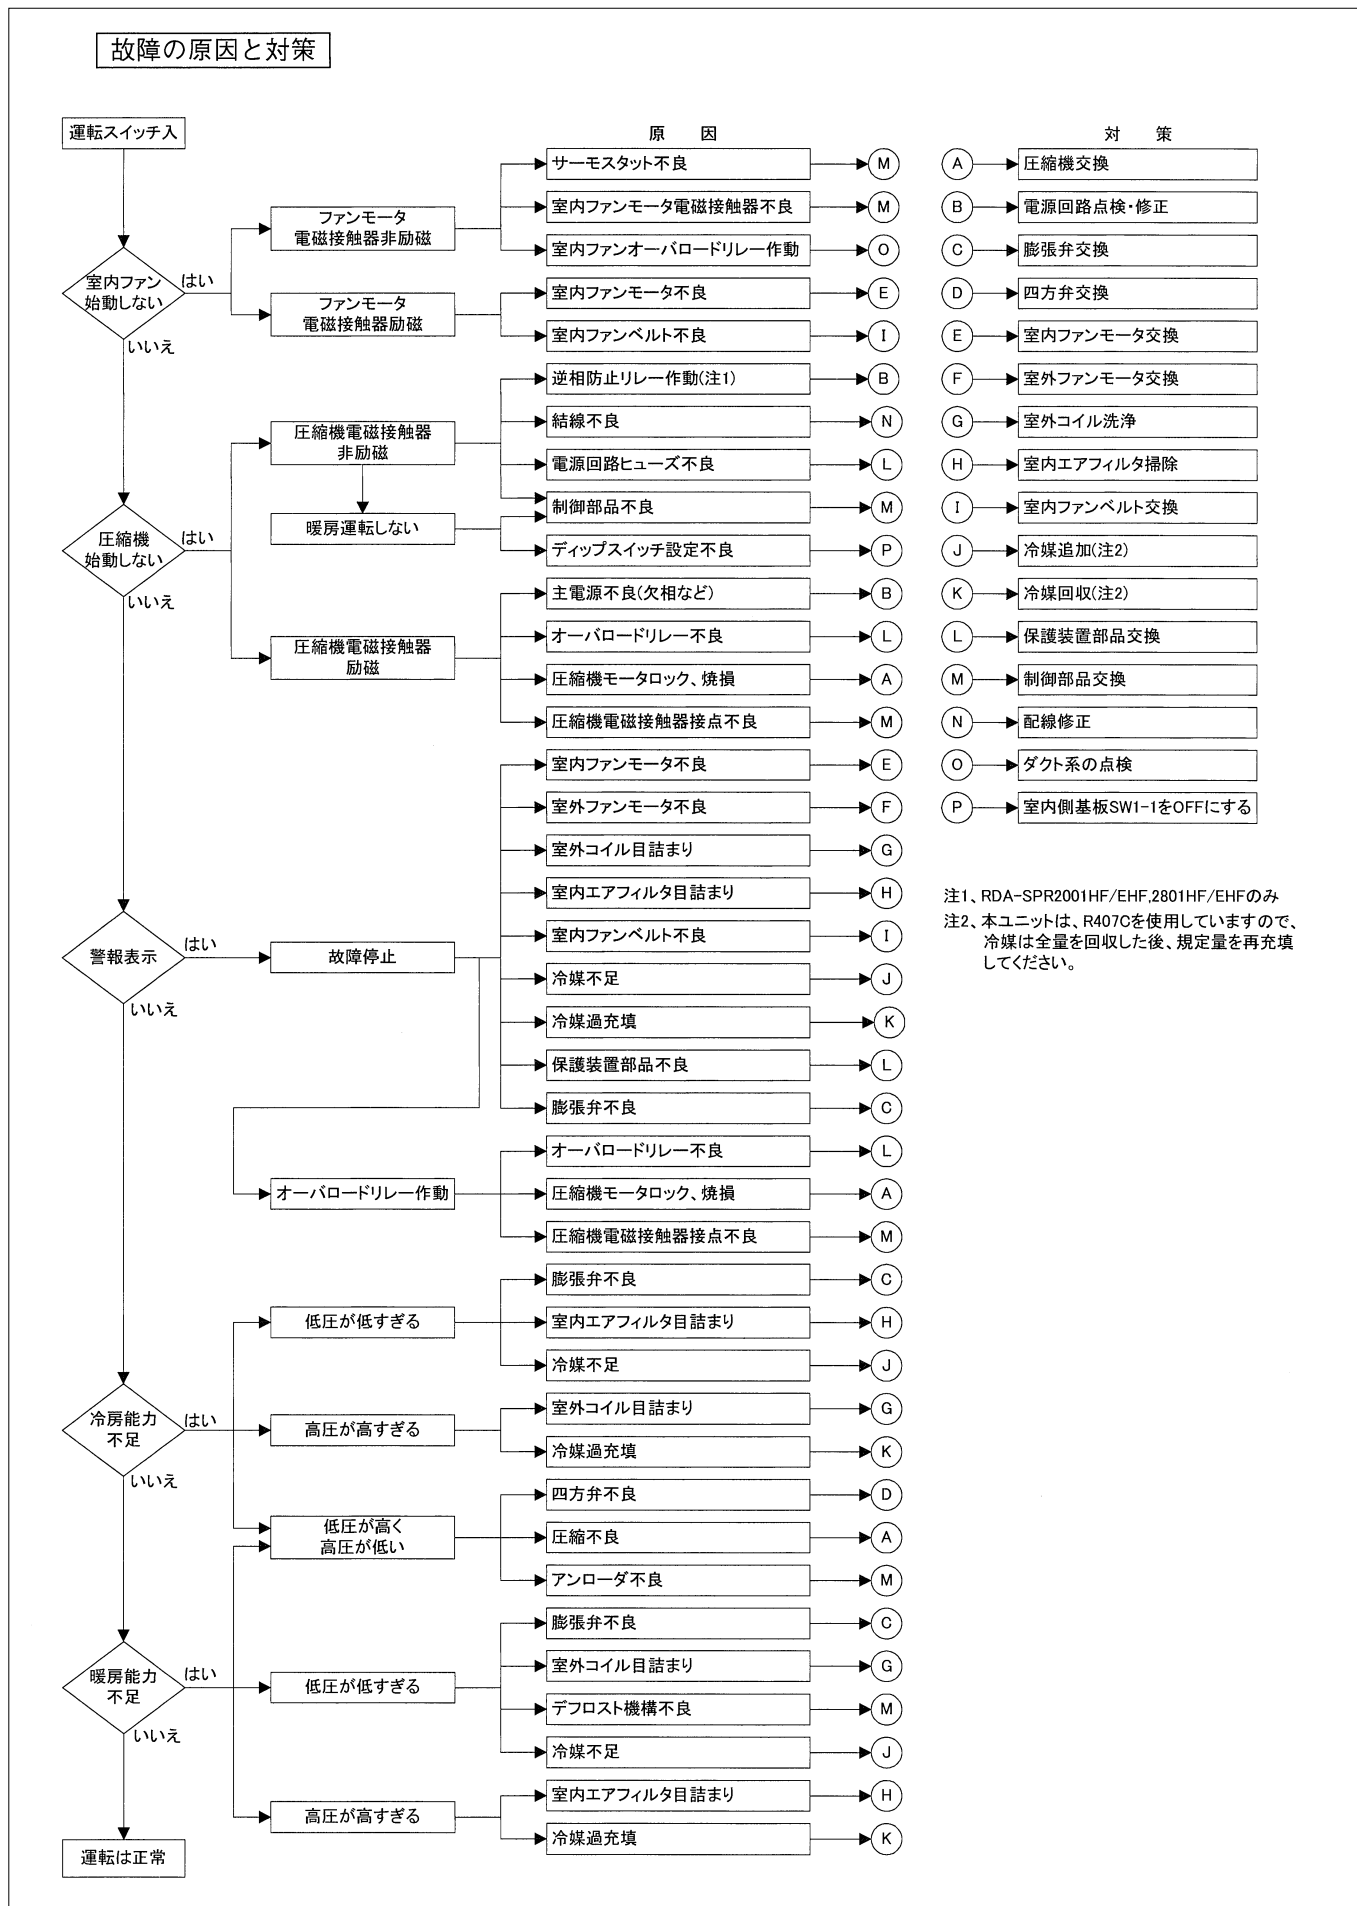 故障の原因と対策
運転スイッチ入
原 因
対 策
サーモスタット不良
M
室内ファンモータ電磁接触器不良
M
室内ファンオーバロードリレー作動
O
ファンモータ
電磁接触器非励磁
室内ファン
始動しない
はい
いいえ
ファンモータ
電磁接触器励磁
室内ファンモータ不良
E
室内ファンベルト不良
I
逆相防止リレー作動(注1)
B
結線不良
N
電源回路ヒューズ不良
L
制御部品不良
M
ディップスイッチ設定不良
P
圧縮機電磁接触器
非励磁
暖房運転しない
圧縮機
始動しない
はい
いいえ
圧縮機電磁接触器
励磁
主電源不良(欠相など)
B
オーバロードリレー不良
L
圧縮機モータロック、焼損
A
圧縮機電磁接触器接点不良
M
室内ファンモータ不良
E
室外ファンモータ不良
F
室外コイル目詰まり
G
室内エアフィルタ目詰まり
H
室内ファンベルト不良
I
冷媒不足
J
冷媒過充填
K
保護装置部品不良
L
膨張弁不良
C
警報表示
はい
いいえ
故障停止
オーバロードリレー作動
オーバロードリレー不良
L
圧縮機モータロック、焼損
A
圧縮機電磁接触器接点不良
M
低圧が低すぎる
膨張弁不良
C
室内エアフィルタ目詰まり
H
冷媒不足
J
冷房能力
不足
はい
いいえ
高圧が高すぎる
室外コイル目詰まり
G
冷媒過充填
K
低圧が高く
高圧が低い
四方弁不良
D
圧縮不良
A
アンローダ不良
M
暖房能力
不足
はい
いいえ
低圧が低すぎる
膨張弁不良
C
室外コイル目詰まり
G
デフロスト機構不良
M
冷媒不足
J
高圧が高すぎる
室内エアフィルタ目詰まり
H
冷媒過充填
K
運転は正常
A
圧縮機交換
B
電源回路点検・修正
C
膨張弁交換
D
四方弁交換
E
室内ファンモータ交換
F
室外ファンモータ交換
G
室外コイル洗浄
H
室内エアフィルタ掃除
I
室内ファンベルト交換
J
冷媒追加(注2)
K
冷媒回収(注2)
L
保護装置部品交換
M
制御部品交換
N
配線修正
O
ダクト系の点検
P
室内側基板SW1-1をOFFにする
注1、RDA-SPR2001HF/EHF,2801HF/EHFのみ
注2、本ユニットは、R407Cを使用していますので、
冷媒は全量を回収した後、規定量を再充填
してください。